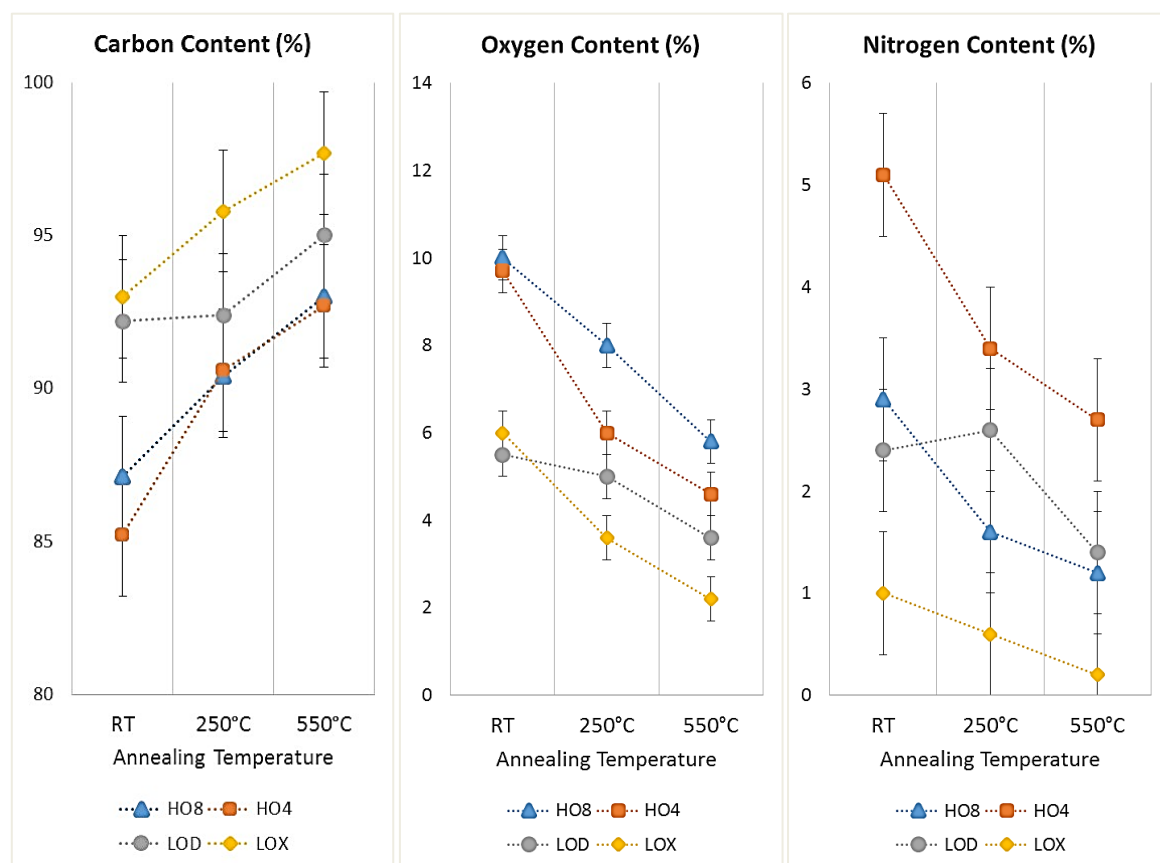 Carbon Content (%)
100
95
90
85
80
RT 250°C 550°C
Annealing Temperature
HO8 HO4
LOD LOX
Oxygen Content (%)
14
12
10
8
6
4
2
0
RT 250°C 550°C
Annealing Temperature
HO8 HO4
LOD LOX
Nitrogen Content (%)
6
5
4
3
2
1
0
RT 250°C 550°C
Annealing Temperature
HO8 HO4
LOD LOX